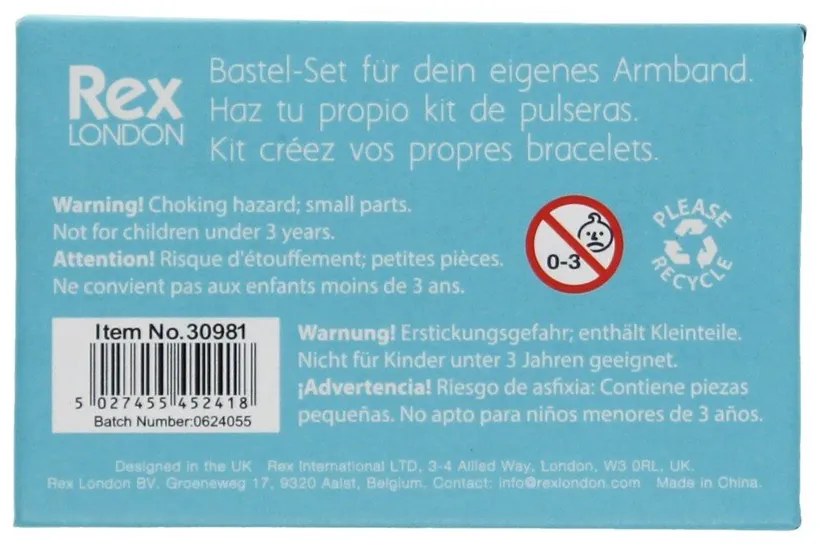 Rex
LONDON
Bastel-Set für dein eigenes Armband.
Haz tu propio kit de pulseras.
Kit créez vos propres bracelets.
Warning! Choking hazard; small parts.
Not for children under 3 years.
Attention! Risque d'étouffement; petites pièces.
Ne convient pas aux enfants moins de 3 ans.
0-3
PLEASE
RECYCLE
Item No.30981
5 027455 452418
Batch Number:0624055
Warnung! Erstickungsgefahr; enthält Kleinteile.
Nicht für Kinder unter 3 Jahren geeignet.
¡Advertencia! Riesgo de asfixia: Contiene piezas
pequeñas. No apto para niños menores de 3 años.
Designed in the UK Rex International LTD, 3-4 Allied Way, London, W3 0RL, UK.
Rex London BV, Groeneweg 17, 9320 Aalst, Belgium. Contact: info@rexlondon.com Made in China.